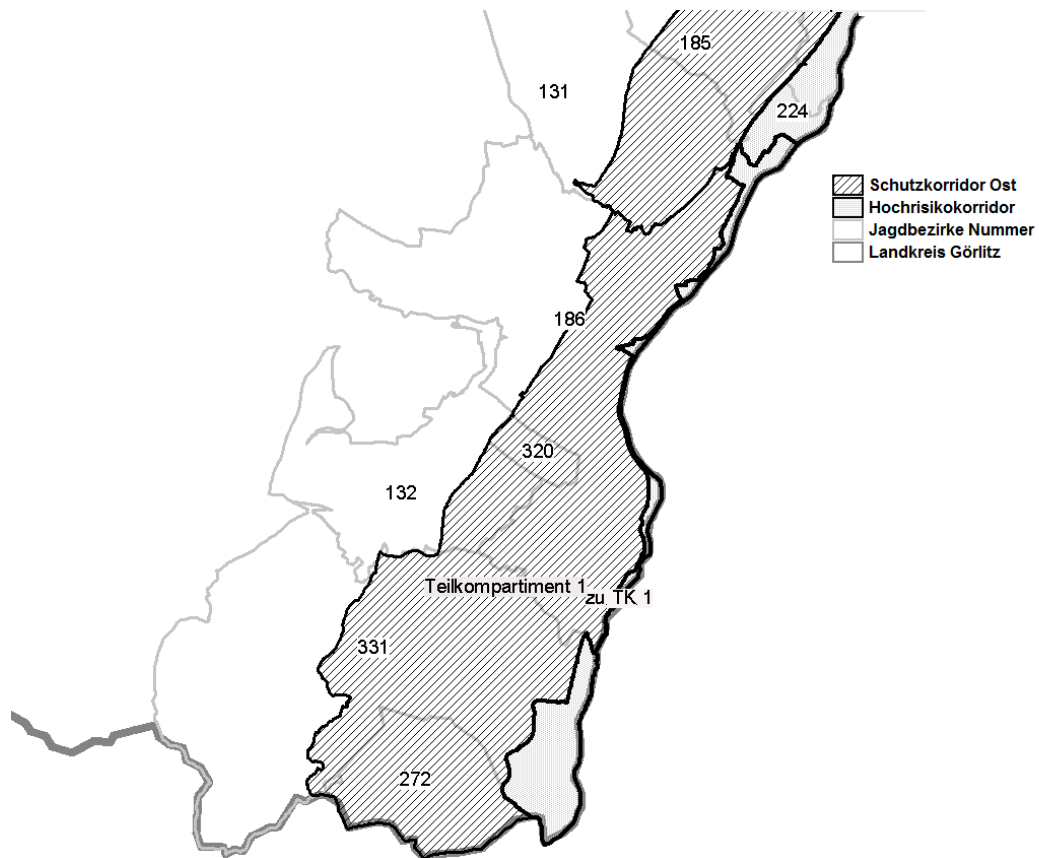 185
131
224
Schutzkorridor Ost
Hochrisikokorridor
Jagdbezirke Nummer
Landkreis Görlitz
186
320
132
Teilkompartiment 1
zu TK 1
331
272